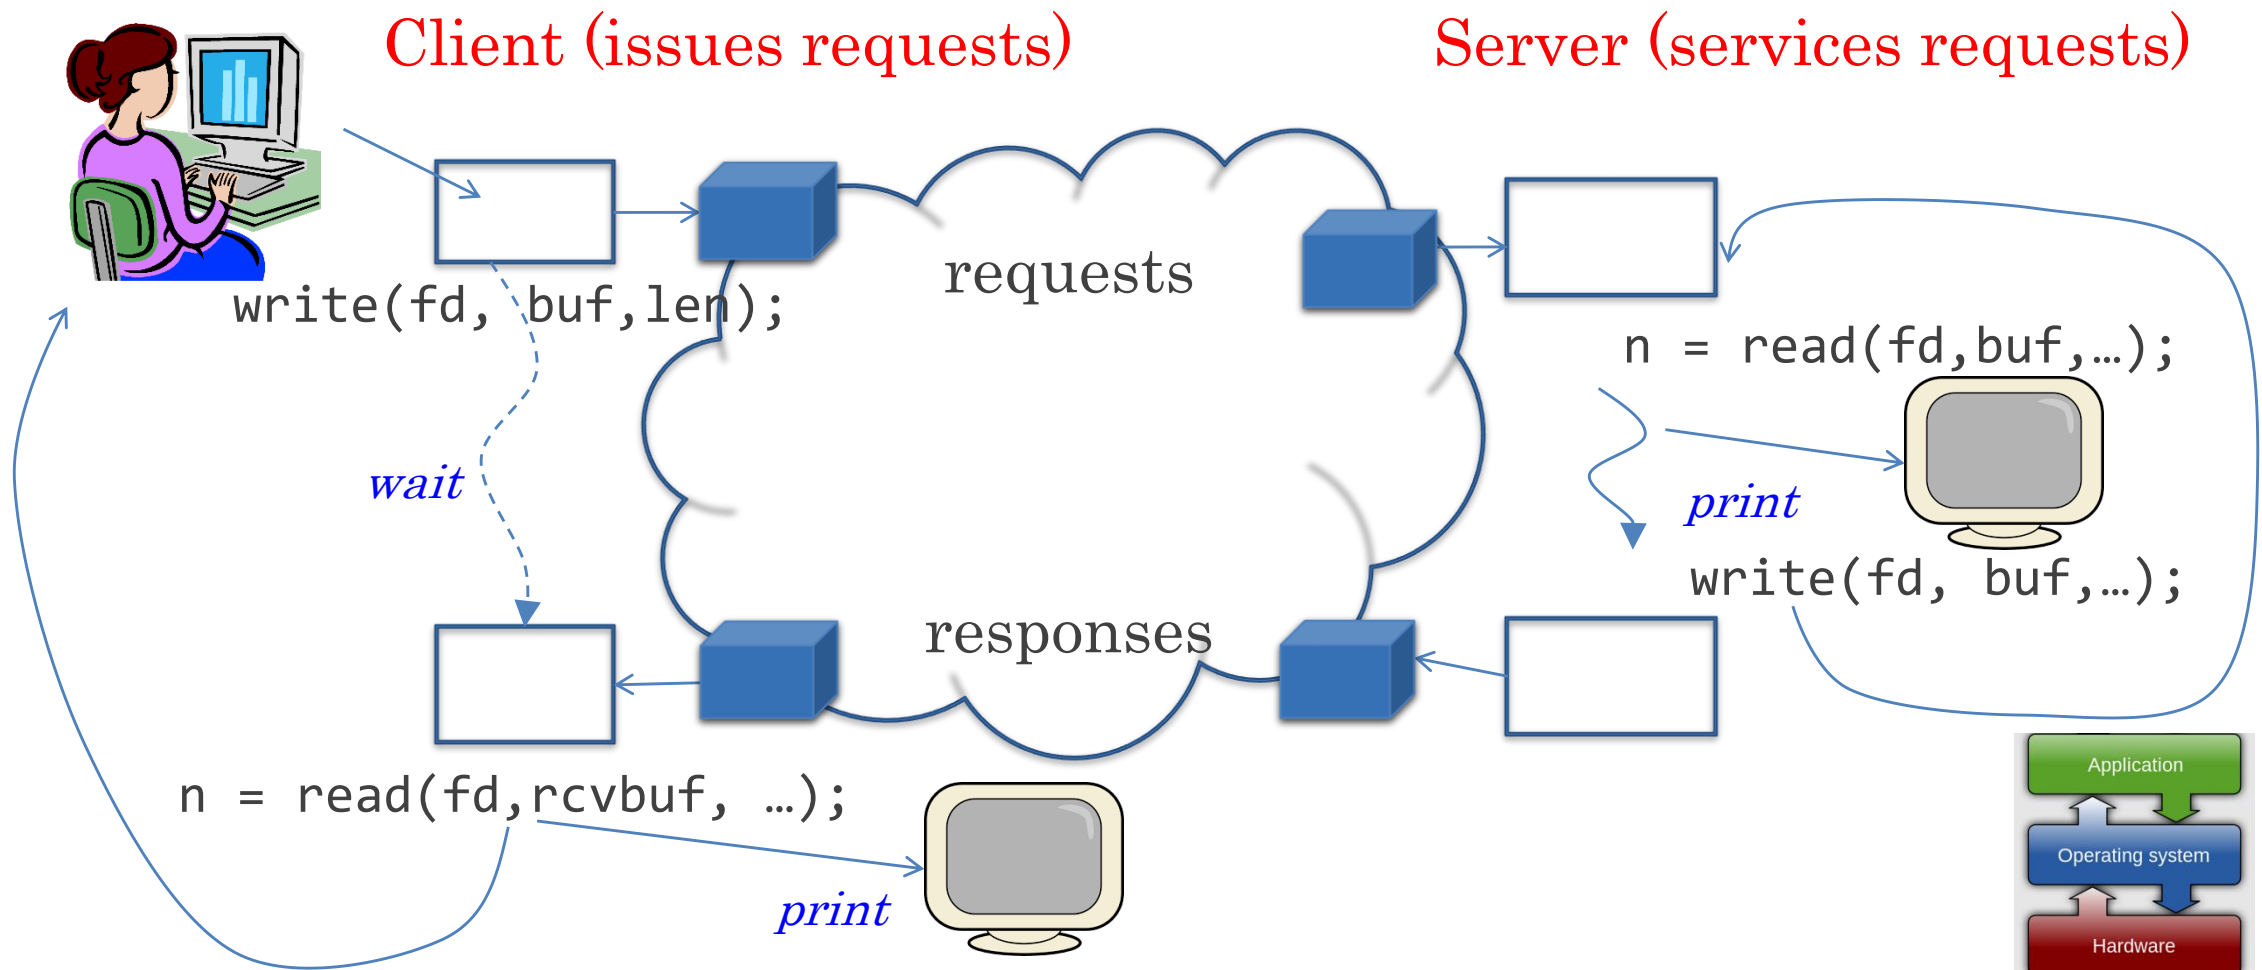 Client (issues requests)
Server (services requests)
requests
write(fd, buf,len);
n = read(fd,buf,…);
wait
print
write(fd, buf,…);
responses
n = read(fd,rcvbuf, …);
print
Application
Operating system
Hardware